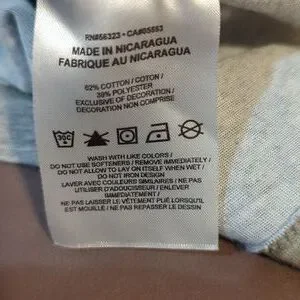 RN#56323 • CA#05553
MADE IN NICARAGUA
FABRIQUE AU NICARAGUA
62% COTTON / COTON /
38% POLYESTER
EXCLUSIVE OF DECORATION /
DECORATION NON COMPRISE
30C
WASH WITH LIKE COLORS /
DO NOT USE SOFTENERS / REMOVE IMMEDIATELY /
DO NOT ALLOW TO LAY ON ITSELF WHEN WET /
DO NOT IRON DESIGN
LAVER AVEC COULEURS SIMILAIRES / NE PAS
UTILISER D'ADOUCISSEUR / ENLEVER
IMMÉDIATEMENT /
NE PAS LAISSER LE VÊTEMENT PLIÉ LORSQU'IL
EST MOUILLÉ / NE PAS REPASSER LE DESSIN